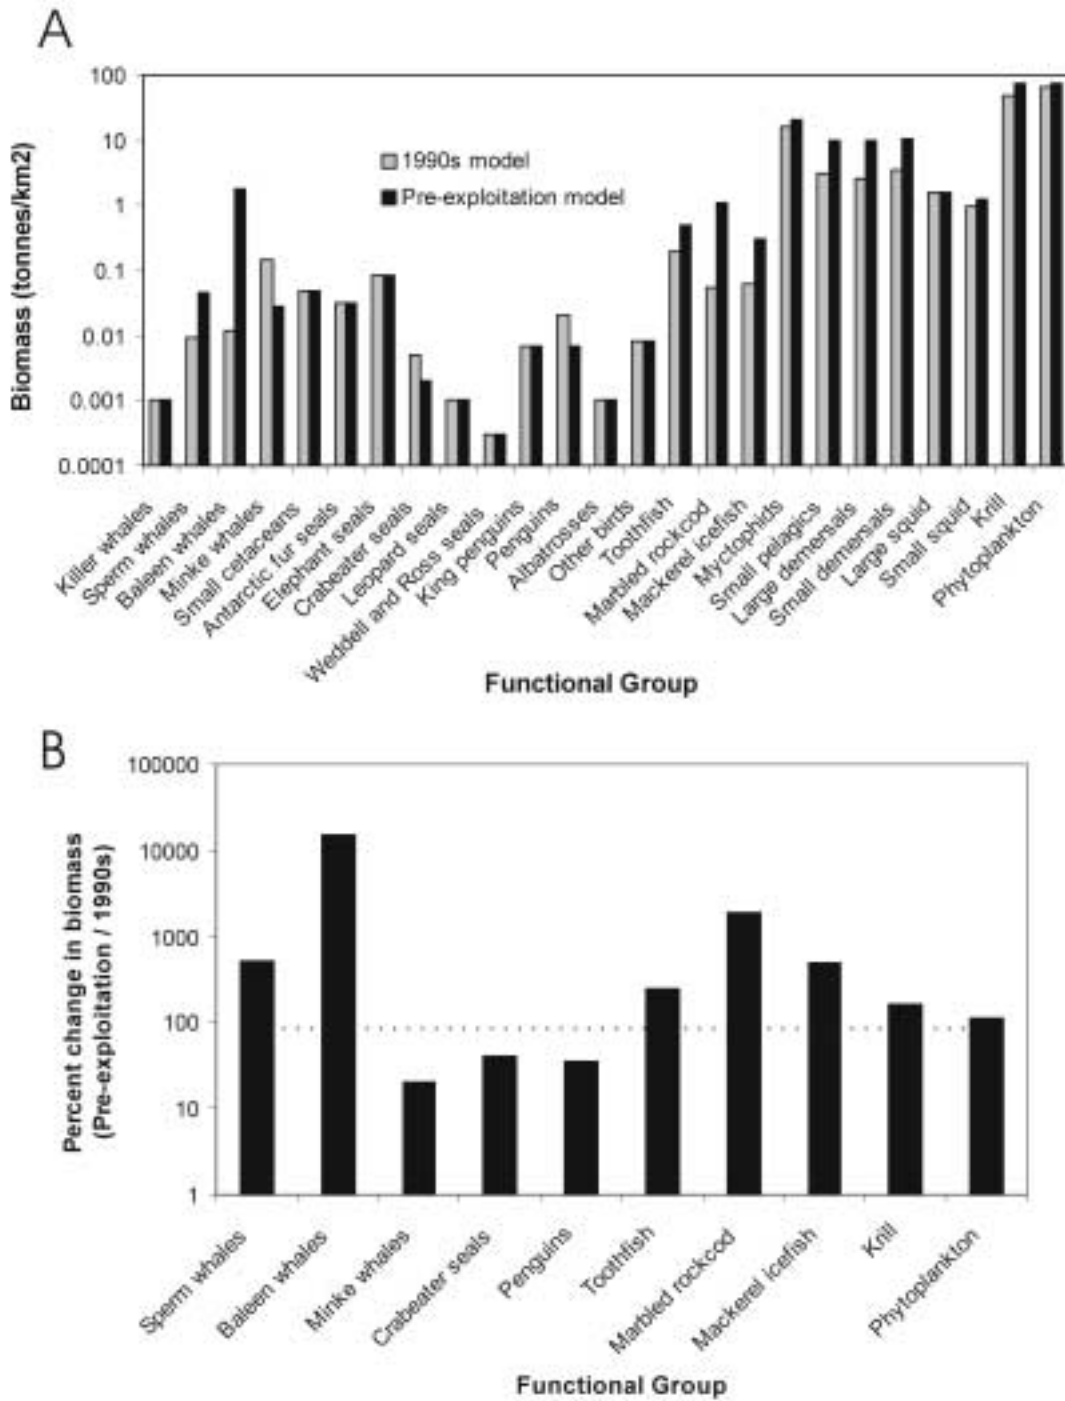 A
100
10
1
0.1
0.01
0.001
0.0001
Biomass (tonnes/km2)
1990s model
Pre-exploitation model
Killer whales
Sperm whales
Baleen whales
Minke whales
Small cetaceans
Antarctic fur seals
Elephant seals
Crabeater seals
Leopard seals
Weddell and Ross seals
King penguins
Penguins
Albatrosses
Other birds
Toothfish
Marbled rockcod
Mackerel icefish
Myctophids
Small pelagics
Large demersals
Small demersals
Large squid
Small squid
Krill
Phytoplankton
Functional Group
B
100000
10000
1000
100
10
1
Percent change in biomass
(Pre-exploitation / 1990s)
Sperm whales
Baleen whales
Minke whales
Crabeater seals
Penguins
Toothfish
Marbled rockcod
Mackerel icefish
Krill
Phytoplankton
Functional Group